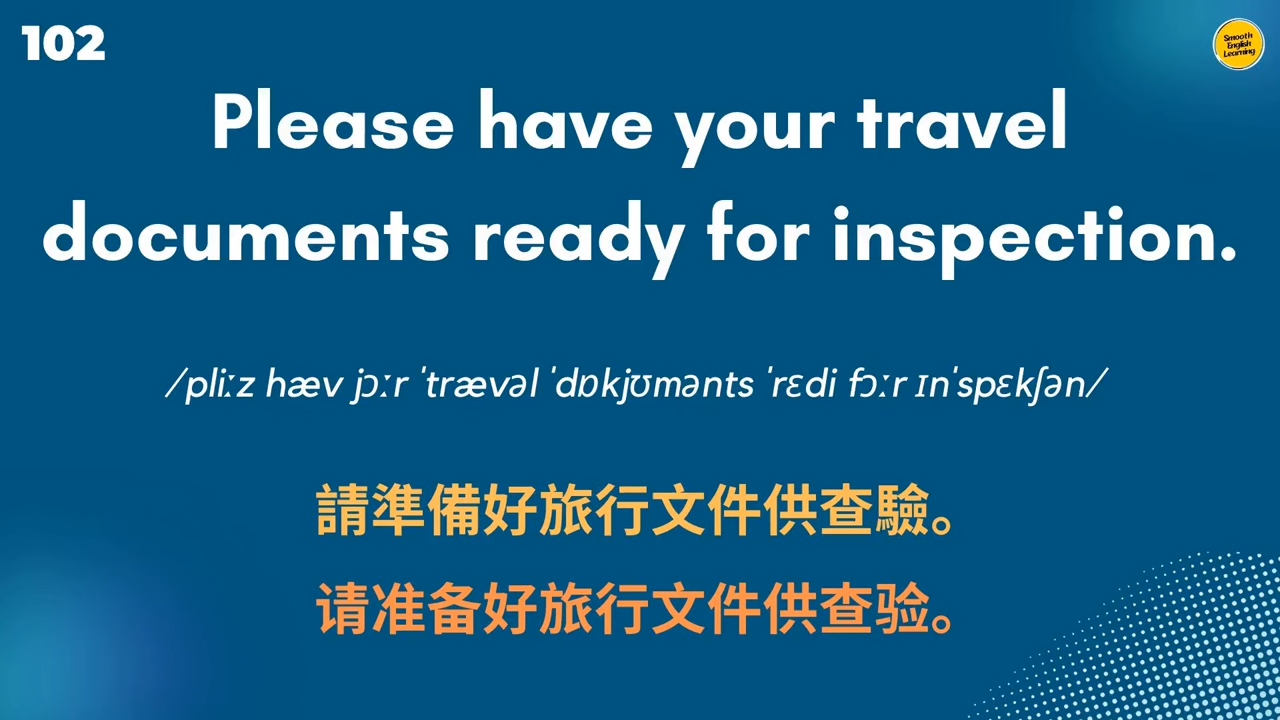 102
Smooth
English
Learning
Please have your travel
documents ready for inspection.
/pliːz hæv jɔːr ˈtrævəl ˈdɒkjʊmənts ˈrɛdi fɔːr ɪnˈspɛkʃən/
請準備好旅行文件供查驗。
请准备好旅行文件供查验。